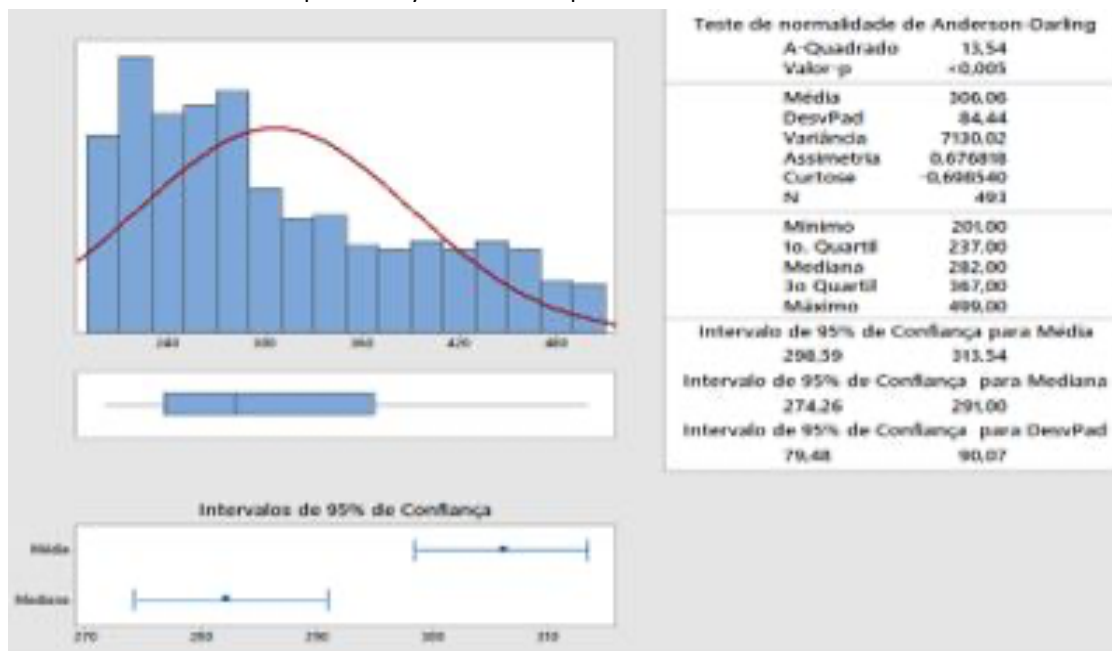 Teste de normalidade de Anderson-Darling
A-Quadrado 13,54
Valor-p <0,005
Média 306,06
DesvPad 84,44
Variância 7130,02
Assimetria 0,676818
Curtose -0,698540
N 493
Mínimo 201,00
1o. Quartil 237,00
Mediana 282,00
3o Quartil 367,00
Máximo 499,00
Intervalo de 95% de Confiança para Média
298,59 313,54
Intervalo de 95% de Confiança para Mediana
274,26 291,00
Intervalo de 95% de Confiança para DesvPad
79,48 90,07
240 300 360 420 480
Intervalos de 95% de Confiança
Média
Mediana
270 280 290 300 310